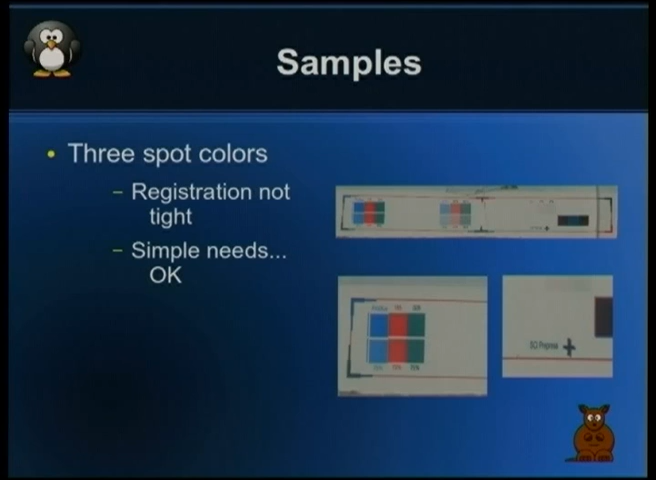 Samples
Three spot colors
– Registration not
tight
– Simple needs...
OK